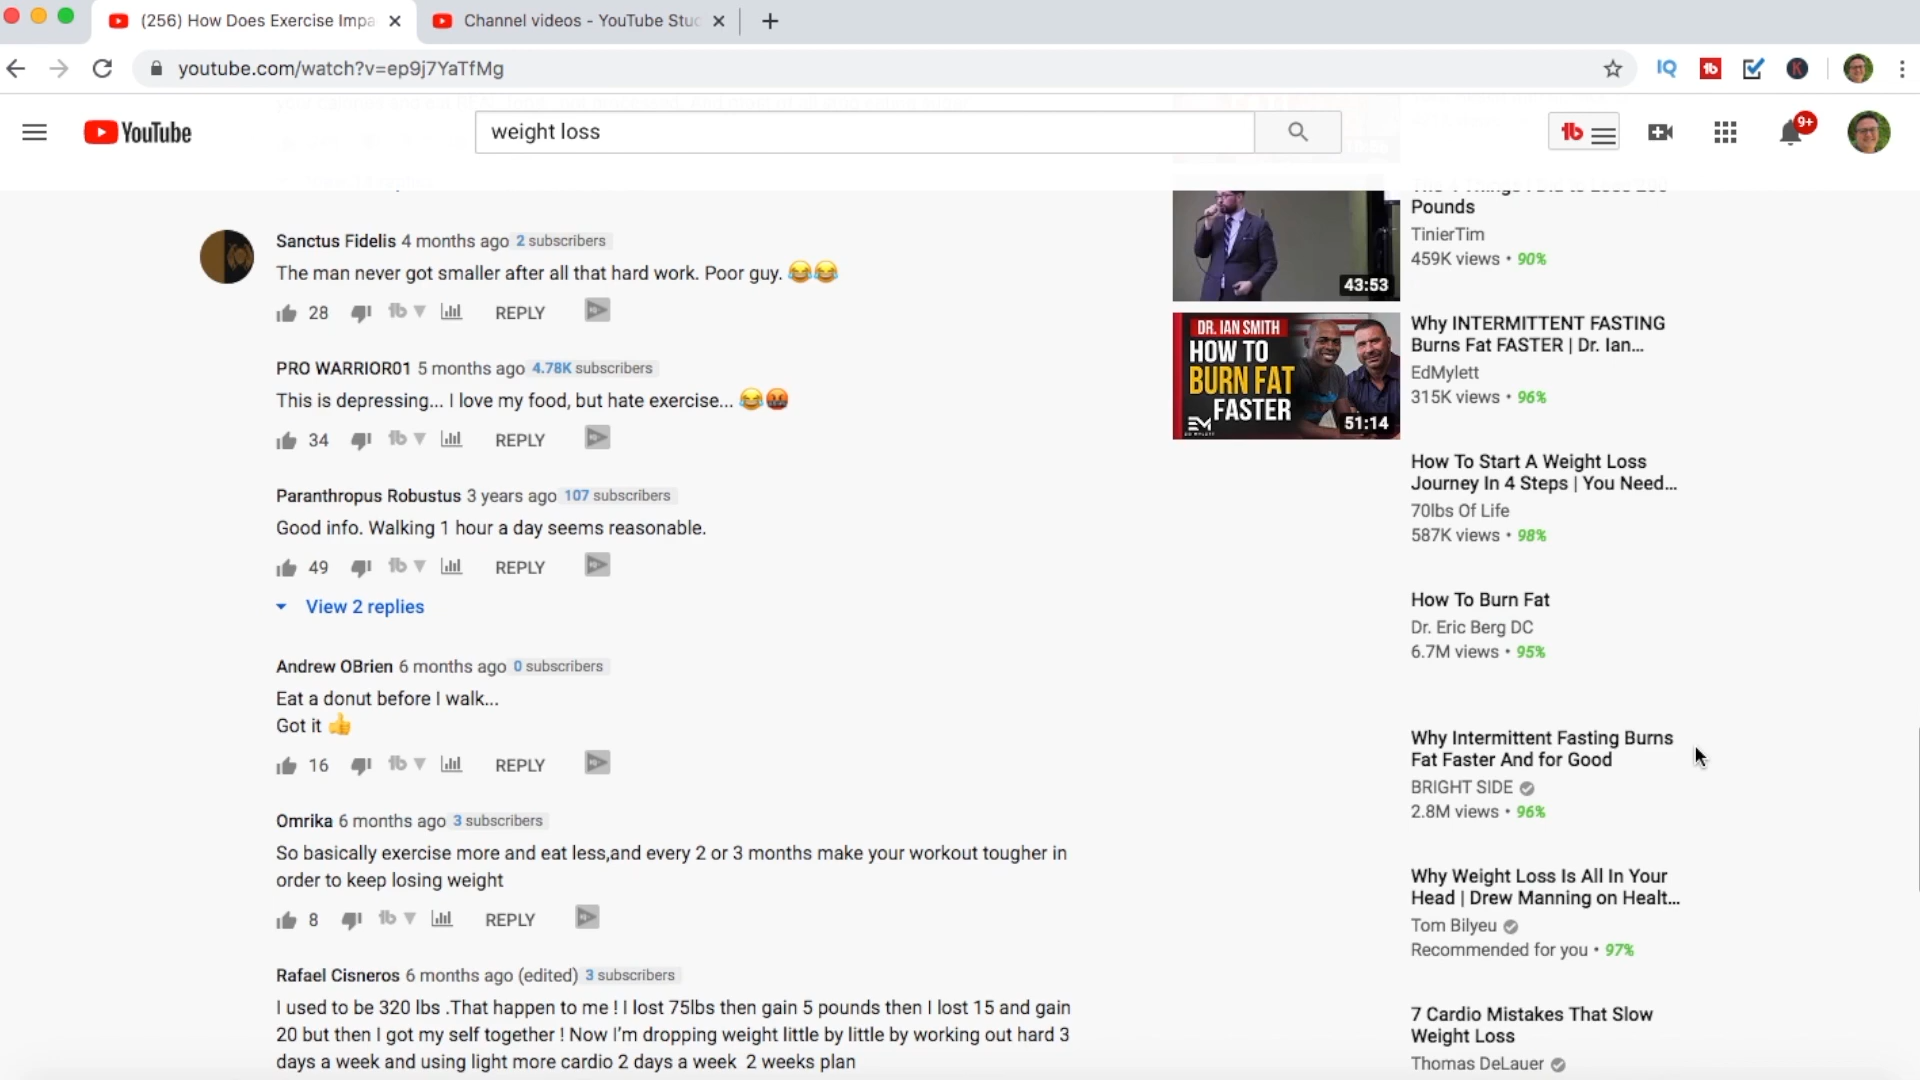 (256) How Does Exercise Impa
Channel videos - YouTube Stud
youtube.com/watch?v=ep9j7YaTfMg
IQ
tb
K
YouTube
weight loss
tb
9+
Sanctus Fidelis 4 months ago 2 subscribers
The man never got smaller after all that hard work. Poor guy. 😂😂
28
tb
REPLY
PRO WARRIOR01 5 months ago 4.78K subscribers
This is depressing... I love my food, but hate exercise... 😂🤬
34
tb
REPLY
Paranthropus Robustus 3 years ago 107 subscribers
Good info. Walking 1 hour a day seems reasonable.
49
tb
REPLY
View 2 replies
Andrew OBrien 6 months ago 0 subscribers
Eat a donut before I walk...
Got it 👍
16
tb
REPLY
Omrika 6 months ago 3 subscribers
So basically exercise more and eat less,and every 2 or 3 months make your workout tougher in
order to keep losing weight
8
tb
REPLY
Rafael Cisneros 6 months ago (edited) 3 subscribers
I used to be 320 lbs .That happen to me ! I lost 75lbs then gain 5 pounds then I lost 15 and gain
20 but then I got my self together ! Now I'm dropping weight little by little by working out hard 3
days a week and using light more cardio 2 days a week 2 weeks plan
43:53
Pounds
TinierTim
459K views • 90%
DR. IAN SMITH
HOW TO
BURN FAT
FASTER
EM
ED MYLETT
51:14
Why INTERMITTENT FASTING
Burns Fat FASTER | Dr. Ian...
EdMylett
315K views • 96%
How To Start A Weight Loss
Journey In 4 Steps | You Need...
70lbs Of Life
587K views • 98%
How To Burn Fat
Dr. Eric Berg DC
6.7M views • 95%
Why Intermittent Fasting Burns
Fat Faster And for Good
BRIGHT SIDE
2.8M views • 96%
Why Weight Loss Is All In Your
Head | Drew Manning on Healt...
Tom Bilyeu
Recommended for you • 97%
7 Cardio Mistakes That Slow
Weight Loss
Thomas DeLauer